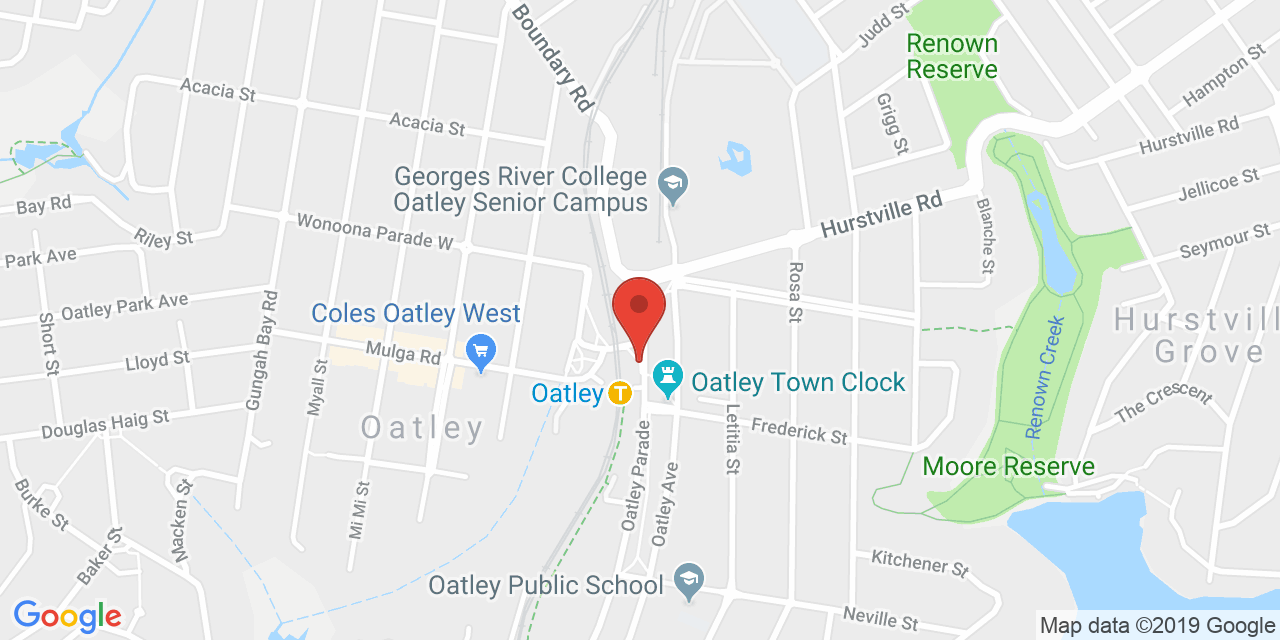 Boundary Rd
Judd St
Renown
Reserve
Hampton St
Acacia St
Acacia St
Grigg St
Hurstville Rd
Georges River College
Oatley Senior Campus
Jellicoe St
Bay Rd
Riley St
Wonoona Parade W
Hurstville Rd
Blanche St
Seymour St
Park Ave
Oatley Park Ave
Rosa St
Coles Oatley West
Hurstvill
Grove
Short St
Lloyd St
Gungah Bay Rd
Mulga Rd
Myall St
Renown Creek
Oatley
Oatley Town Clock
The Crescent
Douglas Haig St
Oatley
Letitia St
Frederick St
Moore Reserve
Oatley Parade
Oatley Ave
Burke St
Macken St
Mi Mi St
Baker St
Kitchener St
Oatley Public School
Neville St
Google
Map data ©2019 Google